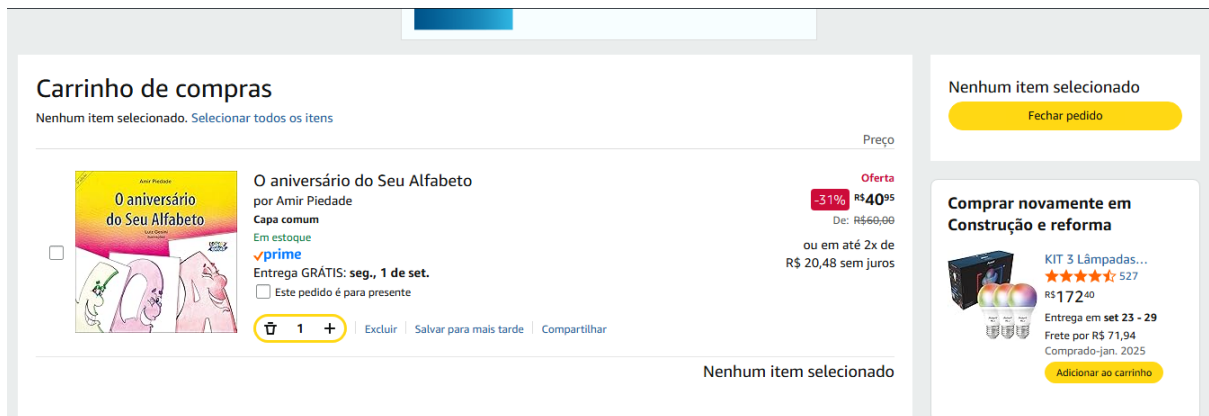 Carrinho de compras
Nenhum item selecionado. Selecionar todos os itens
Preço
Amir Piedade
O aniversário
do Seu Alfabeto
O aniversário do Seu Alfabeto
por Amir Piedade
Capa comum
Em estoque
prime
Entrega GRÁTIS: seg., 1 de set.
Este pedido é para presente
1 +
Excluir
Salvar para mais tarde
Compartilhar
Oferta
-31% R$4095
De: R$60,00
ou em até 2x de
R$ 20,48 sem juros
Nenhum item selecionado
Nenhum item selecionado
Fechar pedido
Comprar novamente em
Construção e reforma
KIT 3 Lâmpadas...
527
R$17240
Entrega em set 23 - 29
Frete por R$ 71,94
Comprado-jan. 2025
Adicionar ao carrinho